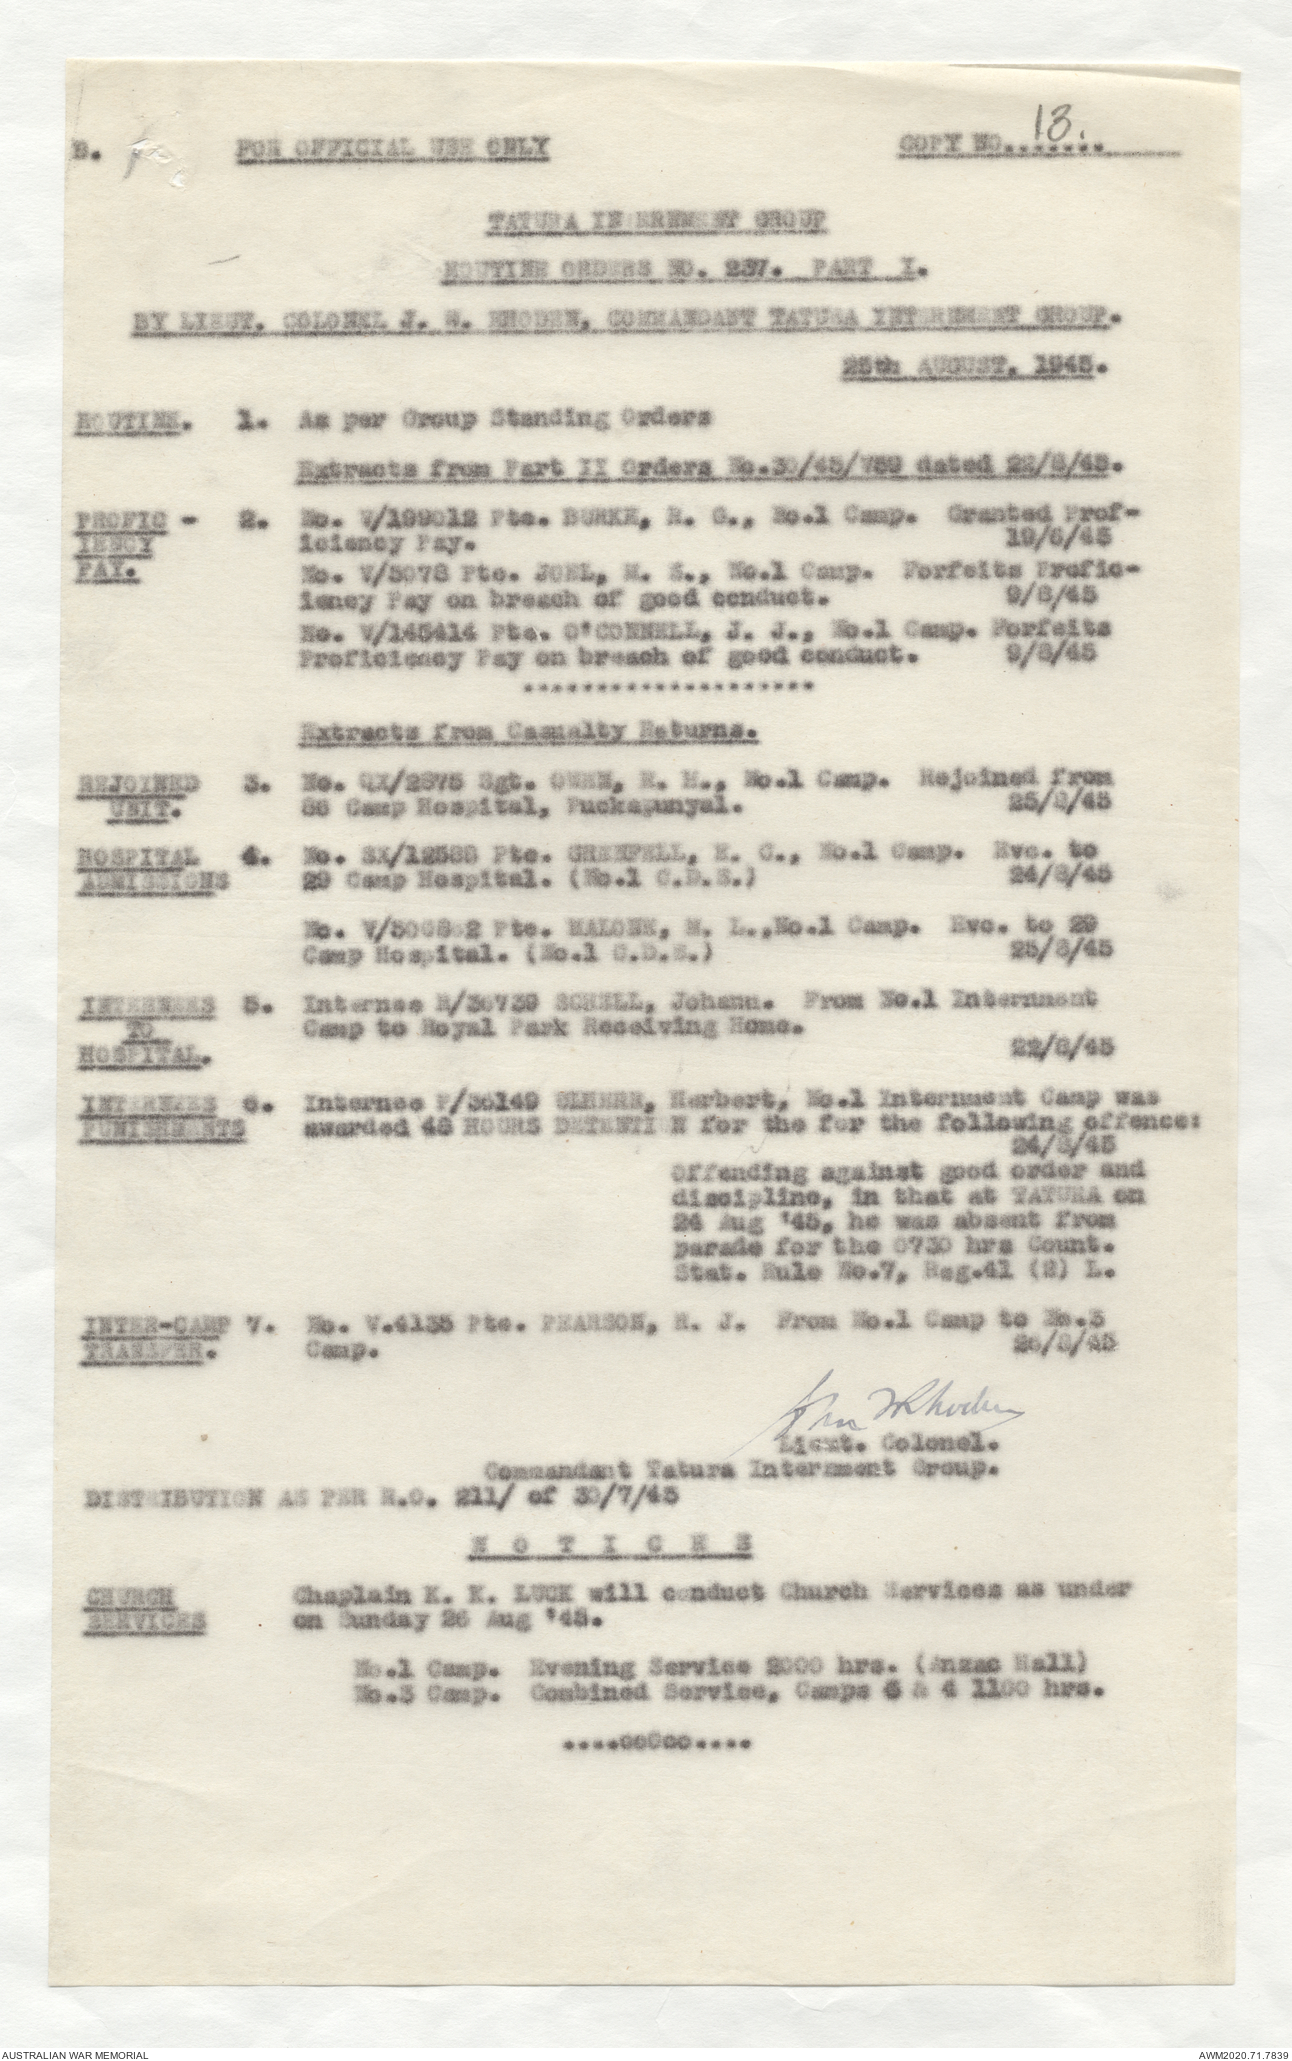 B.
FOR OFFICIAL USE ONLY
COPY NO. 13.
TATURA INTERNMENT GROUP
ROUTINE ORDERS NO. 237. PART I.
BY LIEUT. COLONEL J. W. RHODEN, COMMANDANT TATURA INTERNMENT GROUP.
25th AUGUST, 1945.
ROUTINE. 1. As per Group Standing Orders
Extracts from Part II Orders No.30/45/759 dated 22/8/45.
PROFIC - 2. No. V/199012 Pte. BURKE, R. G., No.1 Camp. Granted Prof-
IENCY iciency Pay. 19/6/45
PAY.
No. V/5078 Pte. JOEL, M. S., No.1 Camp. Forfeits Profic-
iency Pay on breach of good conduct. 9/8/45
No. V/145414 Pte. O'CONNELL, J. J., No.1 Camp. Forfeits
Proficiency Pay on breach of good conduct. 9/8/45
....................
Extracts from Casualty Returns.
REJOINED 3. No. QX/2875 Sgt. OWEN, R. M., No.1 Camp. Rejoined from
UNIT. 86 Camp Hospital, Puckapunyal. 25/8/45
HOSPITAL 4. No. SX/12588 Pte. GRENFELL, E. C., No.1 Camp. Evc. to
ADMISSIONS 29 Camp Hospital. (No.1 C.D.S.) 24/8/45
No. Pte. MALONE, M. L.,No.1 Camp. Evc. to 29
Camp Hospital. (No.1 C.D.S.) 25/8/45
INTERNEES 5. Internee R/36739 SCHELL, Johann. From No.1 Internment
TO Camp to Royal Park Receiving Home.
HOSPITAL. 22/8/45
INTERNEES 6. Internee Herbert, No.1 Internment Camp was
PUNISHMENTS awarded 48 HOURS DETENTION for the for the following offence:
24/8/45
Offending against good order and
discipline, in that at TATURA on
24 Aug '45, he was absent from
parade for the 0730 hrs Count.
Stat. Rule No.7, Reg.41 (2) L.
INTER-CAMP 7. No. V.4135 Pte. PEARSON, R. J. From No.1 Camp to No.3
TRANSFER. Camp. 26/8/45
John W Rhoden
Lieut. Colonel.
Commandant Tatura Internment Group.
DISTRIBUTION AS PER R.O. 211/ of 30/7/45
N O T I C E S
CHURCH Chaplain K. K. LUCK will conduct Church Services as under
SERVICES on Sunday 26 Aug '45.
No.1 Camp. Evening Service 2000 hrs. (Anzac Hall)
No.3 Camp. Combined Service, Camps & 4 1100 hrs.
....ooOoo....
AUSTRALIAN WAR MEMORIAL
AWM2020.71.7839